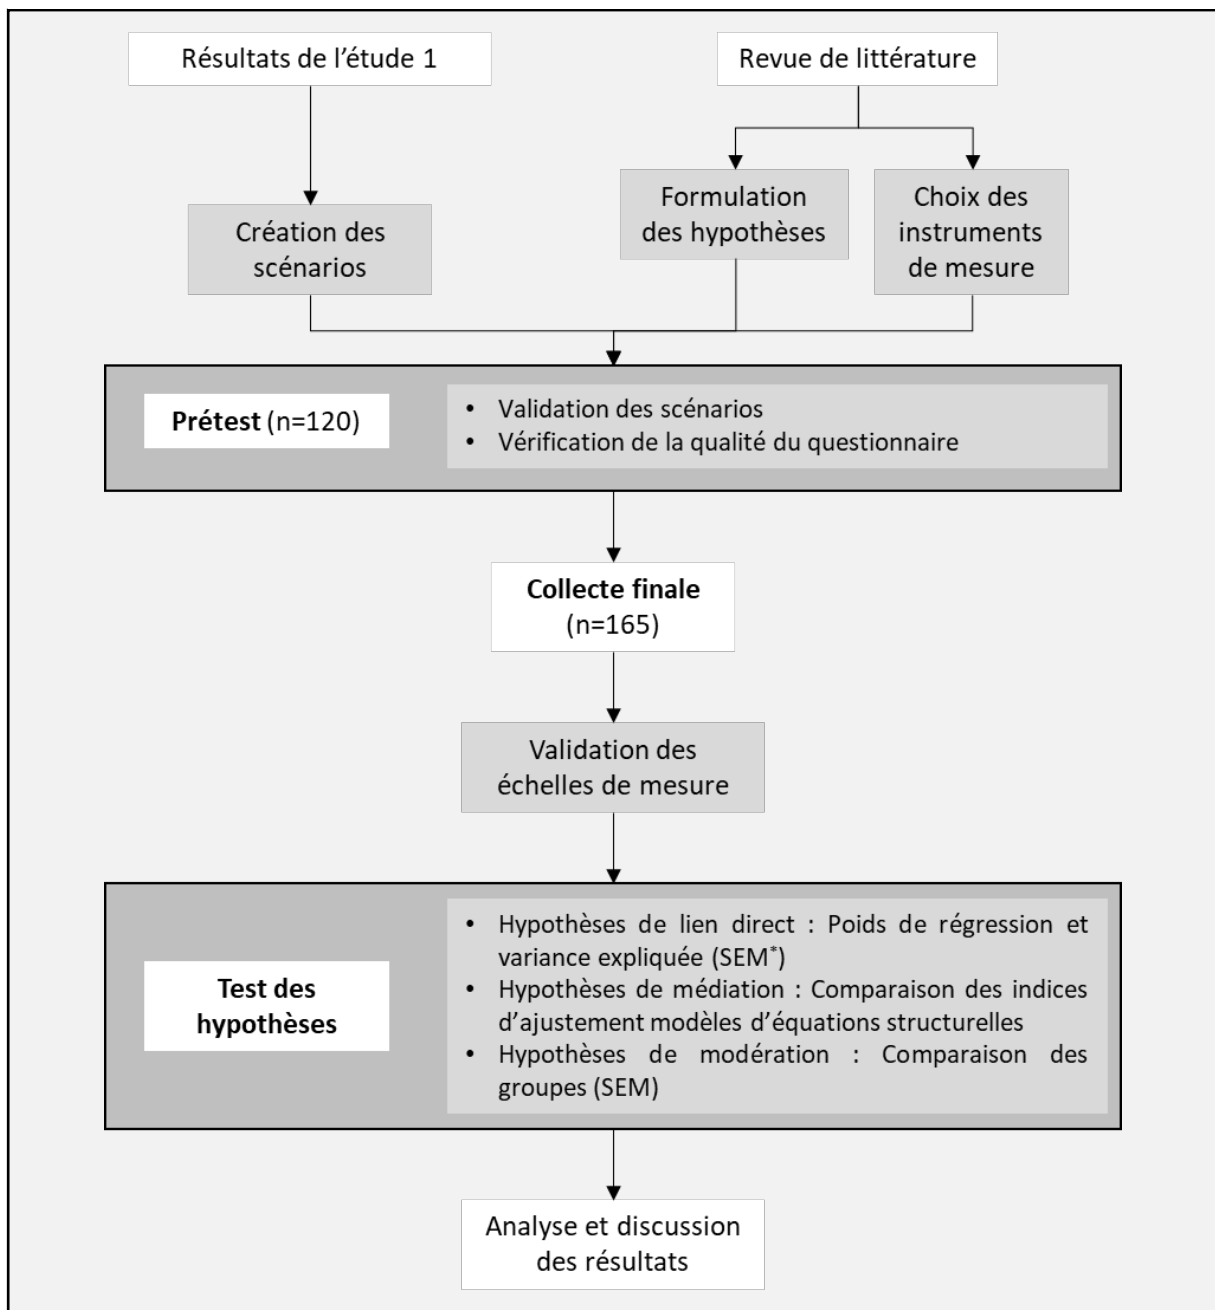 Résultats de l’étude 1
Revue de littérature
Création des
scénarios
Formulation
des hypothèses
Choix des
instruments
de mesure
Prétest (n=120)
• Validation des scénarios
• Vérification de la qualité du questionnaire
Collecte finale
(n=165)
Validation des
échelles de mesure
Test des
hypothèses
• Hypothèses de lien direct : Poids de régression et
variance expliquée (SEM*)
• Hypothèses de médiation : Comparaison des indices
d’ajustement modèles d’équations structurelles
• Hypothèses de modération : Comparaison des
groupes (SEM)
Analyse et discussion
des résultats